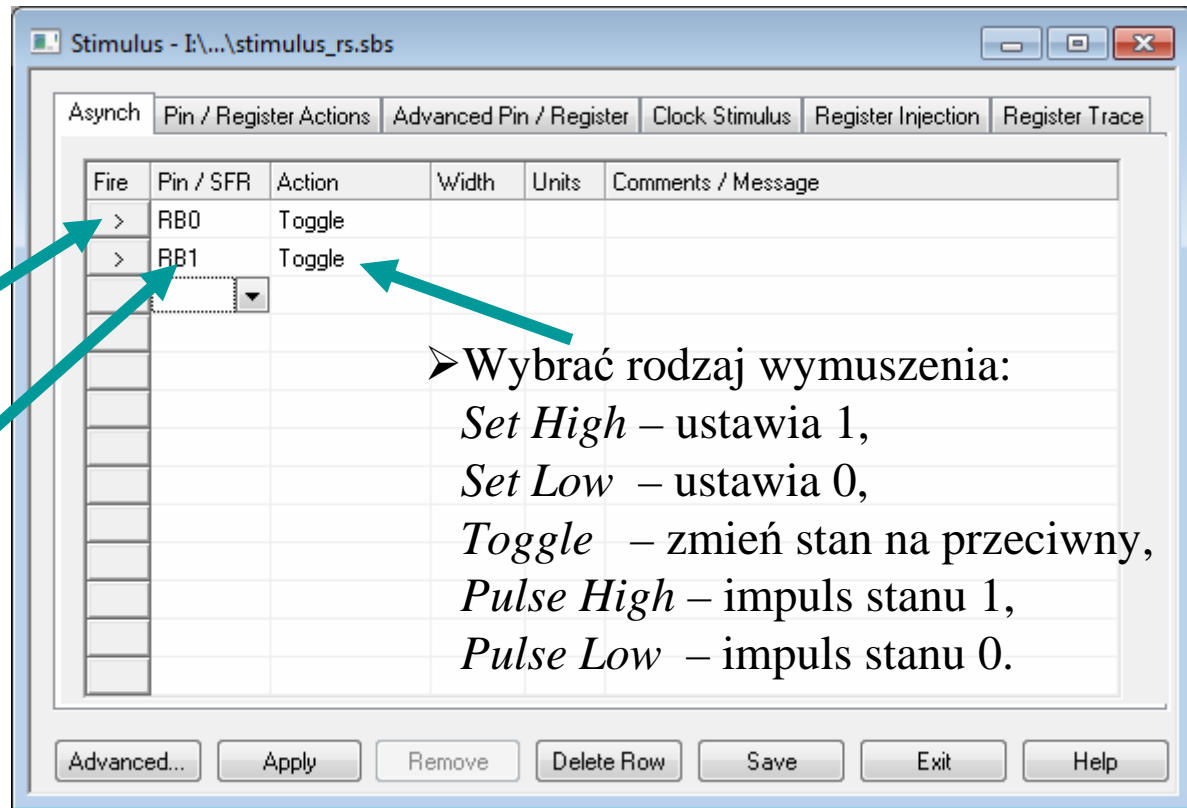 Stimulus - I:\...\stimulus_rs.sbs
Asynch Pin / Register Actions Advanced Pin / Register Clock Stimulus Register Injection Register Trace
Fire Pin / SFR Action Width Units Comments / Message
> RB0 Toggle
> RB1 Toggle
➢Wybrać rodzaj wymuszenia:
Set High – ustawia 1,
Set Low – ustawia 0,
Toggle – zmień stan na przeciwny,
Pulse High – impuls stanu 1,
Pulse Low – impuls stanu 0.
Advanced... Apply Remove Delete Row Save Exit Help